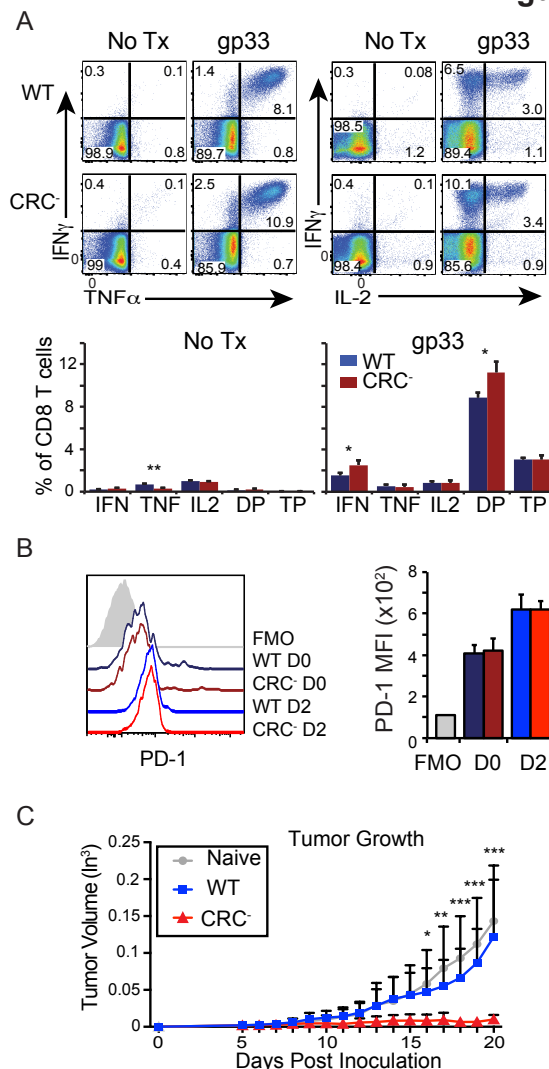 g
A
No Tx gp33 No Tx gp33
WT
0.3 0.1 1.4 8.1 0.3 0.08 6.5 3.0
98.9 0.8 89.7 0.8 98.5 1.2 89.4 1.1
CRC-
0.4 0.1 2.5 10.9 0.4 0.1 10.1 3.4
99 0.4 85.9 0.7 98.4 0.9 85.6 0.9
IFNγ
0
0
TNFα
IFNγ
0
0
IL-2
No Tx gp33
% of CD8 T cells
12
8
4
0
**
IFN TNF IL2 DP TP
WT
CRC-
*
*
IFN TNF IL2 DP TP
B
FMO
WT D0
CRC- D0
WT D2
CRC- D2
PD-1
PD-1 MFI (x10²)
8
6
4
2
0
FMO D0 D2
C
Tumor Growth
Tumor Volume (In³)
0.25
0.2
0.15
0.1
0.05
0
Naive
WT
CRC-
* ** *** *** ***
0 5 10 15 20
Days Post Inoculation